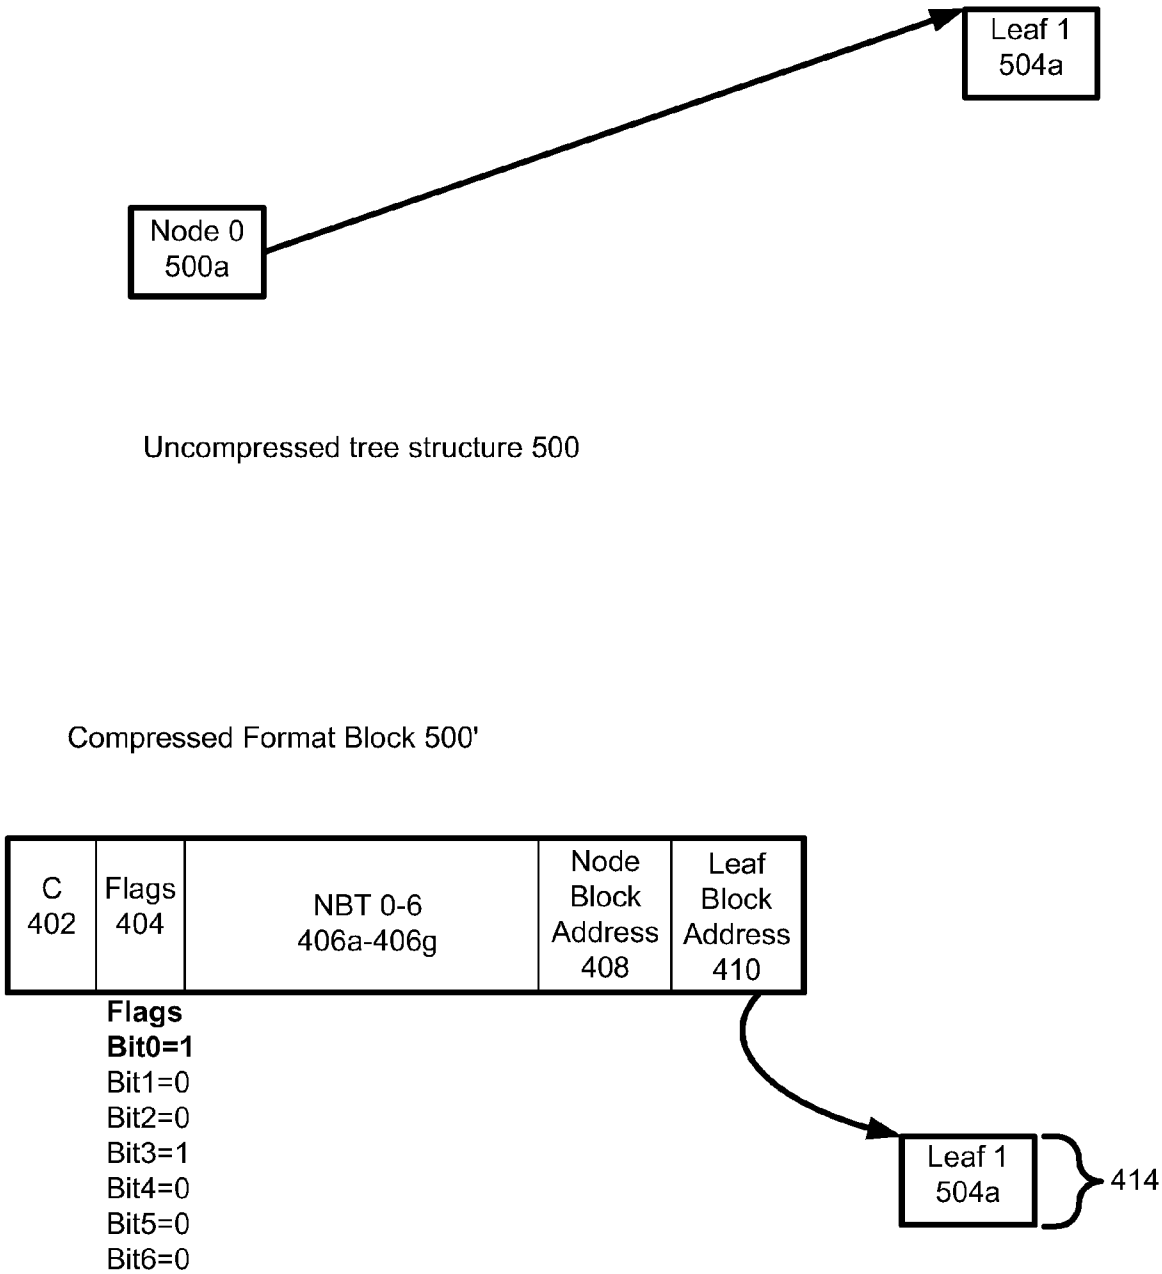 Leaf 1
504a
Node 0
500a
Uncompressed tree structure 500
Compressed Format Block 500'
C
402
Flags
404
NBT 0-6
406a-406g
Node
Block
Address
408
Leaf
Block
Address
410
Flags
Bit0=1
Bit1=0
Bit2=0
Bit3=1
Bit4=0
Bit5=0
Bit6=0
Leaf 1
504a
414